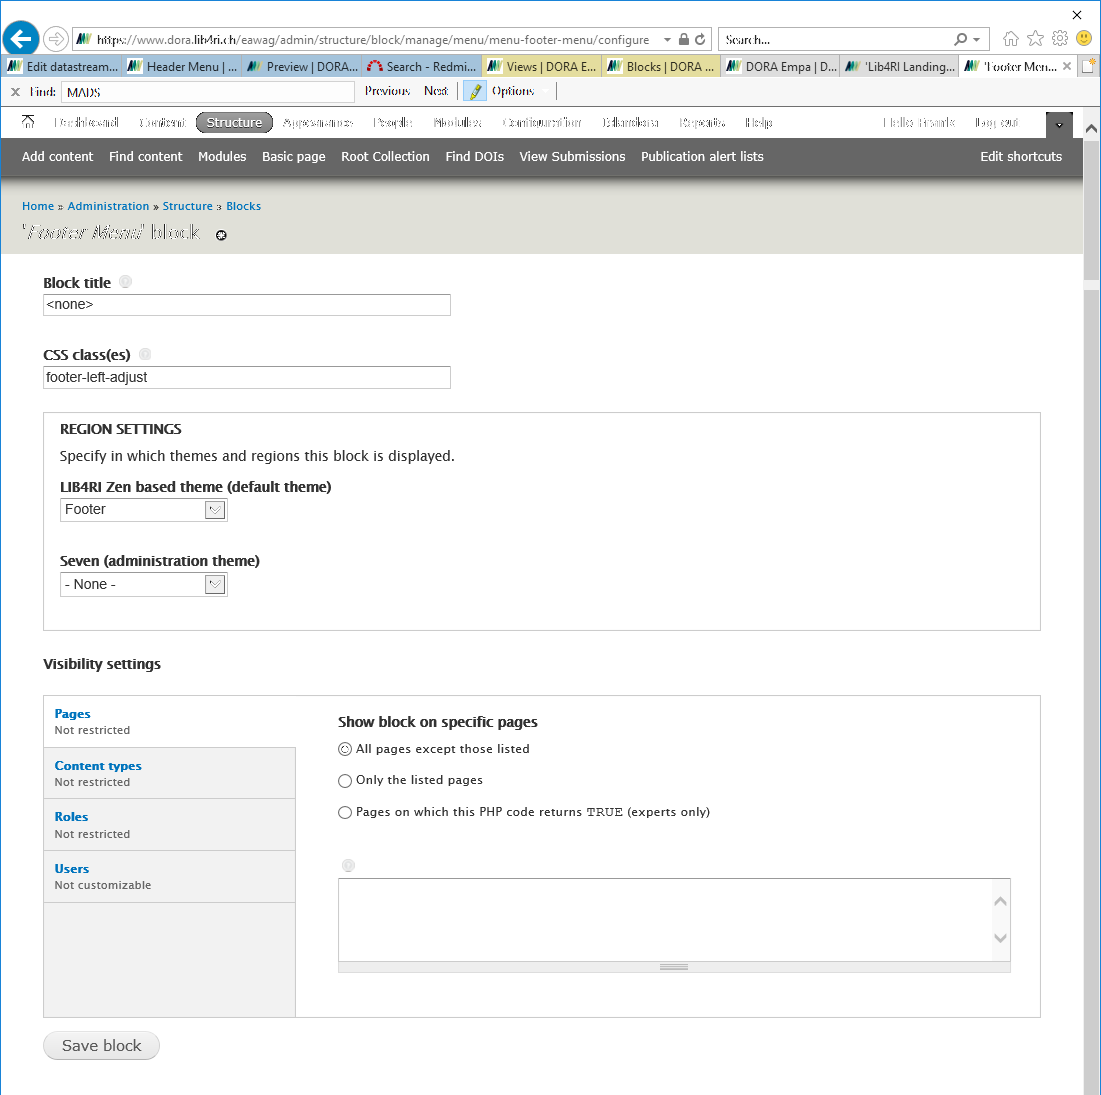 https://www.dora.lib4ri.ch/eawag/admin/structure/block/manage/menu/menu-footer-menu/configure
Search...
Edit datastream... Header Menu | ... Preview | DORA... Search - Redmi... Views | DORA E... Blocks | DORA ... DORA Empa | D... 'Lib4RI Landing... 'Footer Men...
Find: MADS Previous Next Options
Dashboard Content Structure Appearance People Modules Configuration Islandora Reports Help Hello Frank Log out
Add content Find content Modules Basic page Root Collection Find DOIs View Submissions Publication alert lists Edit shortcuts
Home » Administration » Structure » Blocks
'Footer Menu' block
Block title
<none>
CSS class(es)
footer-left-adjust
REGION SETTINGS
Specify in which themes and regions this block is displayed.
LIB4RI Zen based theme (default theme)
Footer
Seven (administration theme)
- None -
Visibility settings
Pages
Not restricted
Content types
Not restricted
Roles
Not restricted
Users
Not customizable
Show block on specific pages
All pages except those listed
Only the listed pages
Pages on which this PHP code returns TRUE (experts only)
Save block